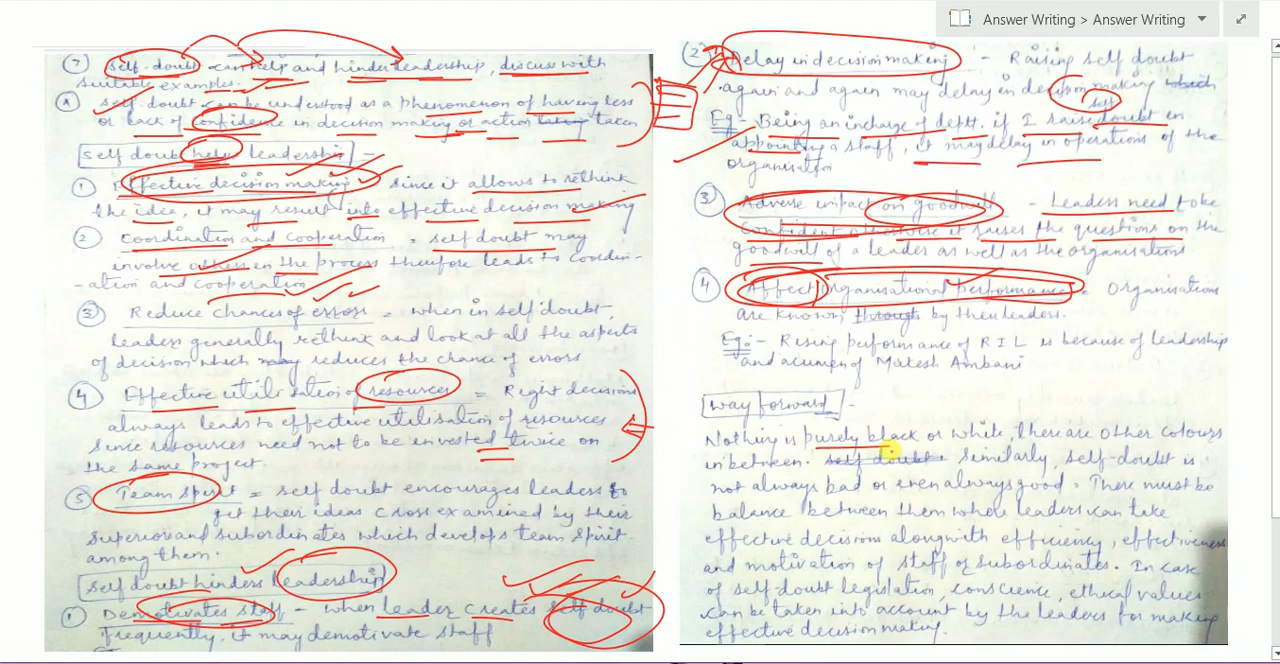 Answer Writing > Answer Writing
(7) Self-doubt can help and hinder leadership, discuss with
suitable examples.
(A) Self-doubt can be understood as a phenomenon of having less
or lack of confidence in decision making or action taking taken
Self doubt help leadership -
(1) Effective decision making = Since it allows to rethink
the idea, it may result into effective decision making
(2) Coordination and cooperation = self doubt may
involve others in the process therefore leads to coordin-
-ation and cooperation
(3) Reduce chances of errors = when in self doubt,
leaders generally rethink and look at all the aspects
of decision which may reduces the chance of errors
(4) Effective utilisation of resources = Right decisions
always leads to effective utilisation of resources
since resources need not to be invested twice on
the same project.
(5) Team Spirit = self doubt encourages leaders to
get their ideas cross examined by their
superior and subordinates which develops team spirit
among them.
Self doubt hinders leadership
(1) Demotivates staff - when leader creates self doubt
frequently, it may demotivate staff
(2) Delay in decision making - Raising self doubt
again and again may delay in decision making which
self
Eg - Being an incharge of deptt. if I raise doubt in
appointing a staff, it may delay in operations of the
organisation
(3) Adverse impact on goodwill - Leaders need to be
confident otherwise it raises the questions on the
goodwill of a leader as well as the organisations
(4) Affect organisational performance = Organisations
are known through by their leaders.
Eg:- Rising performance of RIL is because of leadership
and acumen of Mukesh Ambani
Way forward -
Nothing is purely black or white, there are other colours
in between. self doubt. Similarly, self-doubt is
not always bad or even always good. There must be
balance between them where leaders can take
effective decisions alongwith efficiency, effectiveness
and motivation of staff or subordinates. In case
of self-doubt legislation, conscience, ethical values
can be taken into account by the leaders for making
effective decision making.